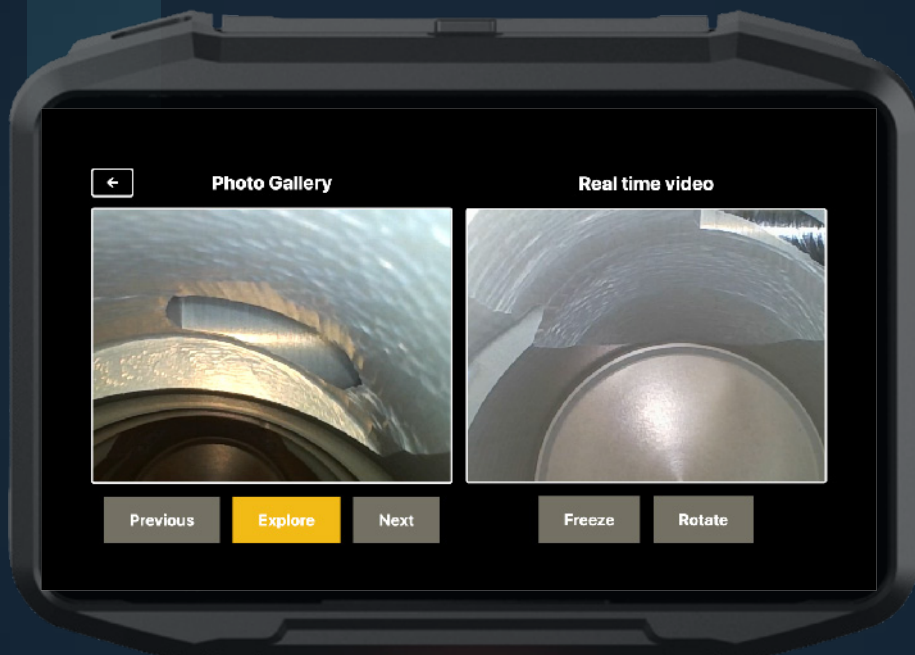 ←
Photo Gallery
Real time video
Previous
Explore
Next
Freeze
Rotate